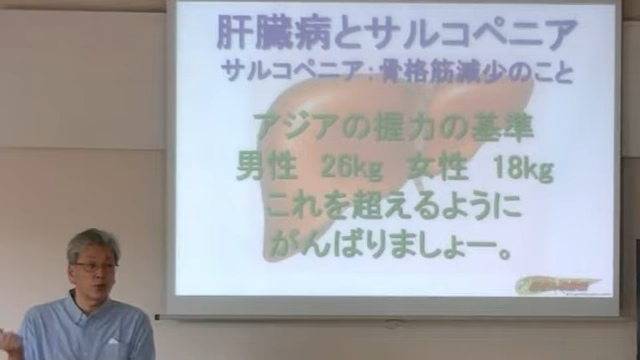 肝臓病とサルコペニア
サルコペニア：骨格筋減少のこと
アジアの握力の基準
男性　26kg　女性　18kg
これを超えるように
がんばりましょー。